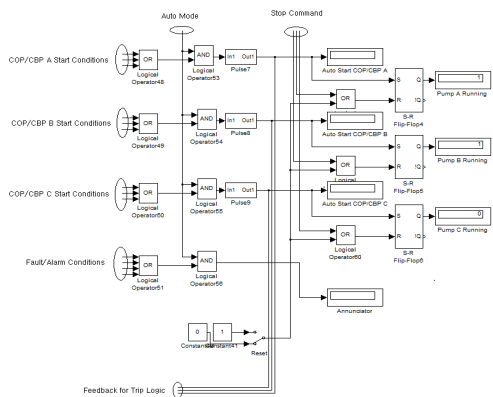 Auto Mode
Stop Command
COP/CBP A Start Conditions
OR
Logical
Operator48
AND
Logical
Operator53
In1 Out1
Pulse7
Auto Start COP/CBP A
OR
S Q
R !Q
S-R
Flip-Flop4
1
Pump A Running
COP/CBP B Start Conditions
OR
Logical
Operator49
AND
Logical
Operator54
In1 Out1
Pulse8
Auto Start COP/CBP B
OR
S Q
R !Q
S-R
Flip-Flop5
1
Pump B Running
COP/CBP C Start Conditions
OR
Logical
Operator50
AND
Logical
Operator55
In1 Out1
Pulse9
Auto Start COP/CBP C
OR
Logical
Operator60
S Q
R !Q
S-R
Flip-Flop6
0
Pump C Running
Fault/Alarm Conditions
OR
Logical
Operator51
AND
Logical
Operator56
Annunciator
0
1
Reset
Feedback for Trip Logic